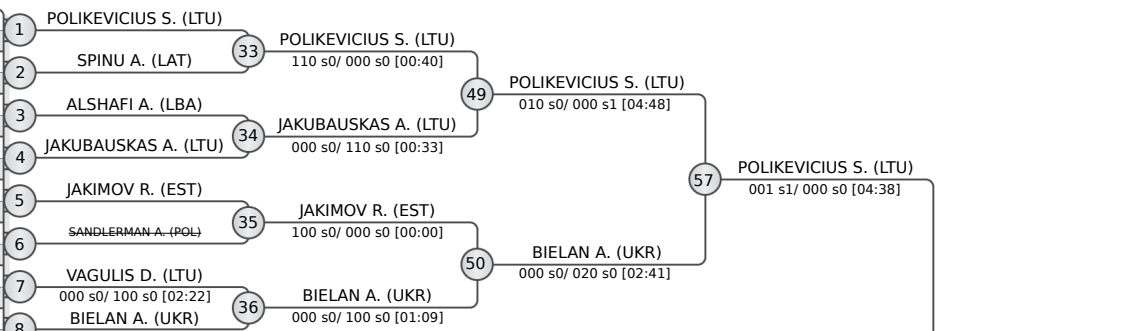 1
POLIKEVICIUS S. (LTU)
2
SPINU A. (LAT)
33
POLIKEVICIUS S. (LTU)
110 s0/ 000 s0 [00:40]
3
ALSHAFI A. (LBA)
4
JAKUBAUSKAS A. (LTU)
34
JAKUBAUSKAS A. (LTU)
000 s0/ 110 s0 [00:33]
49
POLIKEVICIUS S. (LTU)
010 s0/ 000 s1 [04:48]
5
JAKIMOV R. (EST)
6
SANDLERMAN A. (POL)
35
JAKIMOV R. (EST)
100 s0/ 000 s0 [00:00]
7
VAGULIS D. (LTU)
000 s0/ 100 s0 [02:22]
8
BIELAN A. (UKR)
36
BIELAN A. (UKR)
000 s0/ 100 s0 [01:09]
50
BIELAN A. (UKR)
000 s0/ 020 s0 [02:41]
57
POLIKEVICIUS S. (LTU)
001 s1/ 000 s0 [04:38]